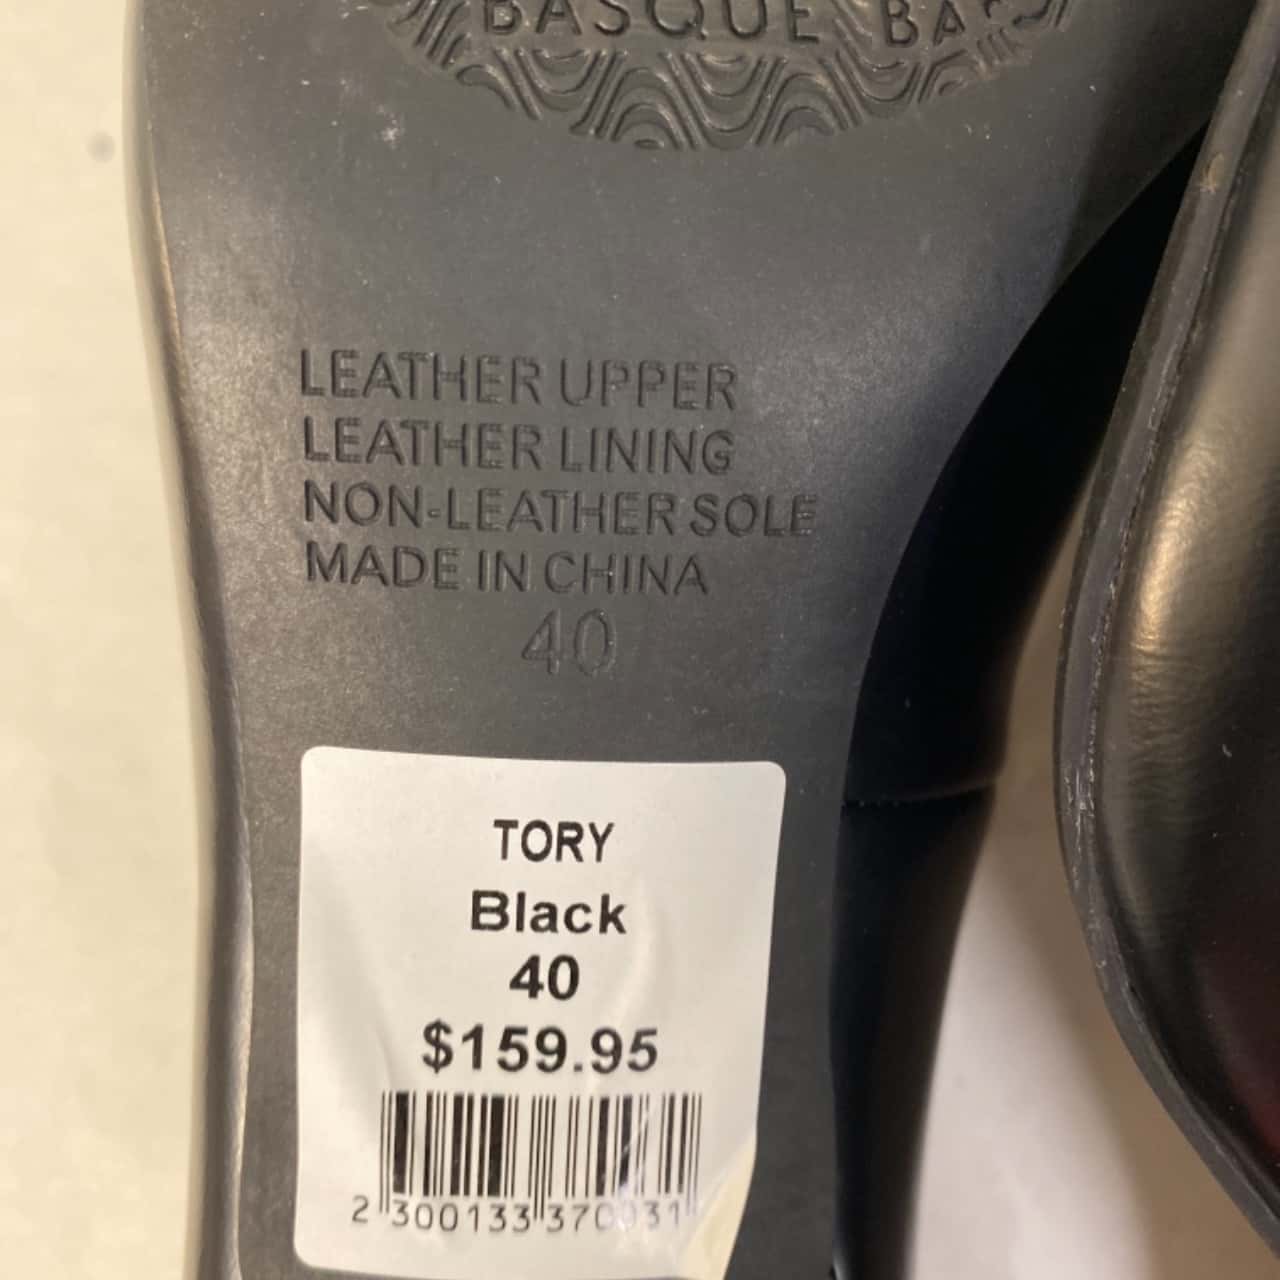 BASQUE
LEATHER UPPER
LEATHER LINING
NON-LEATHER SOLE
MADE IN CHINA
40
TORY
Black
40
$159.95
2 300133 370031